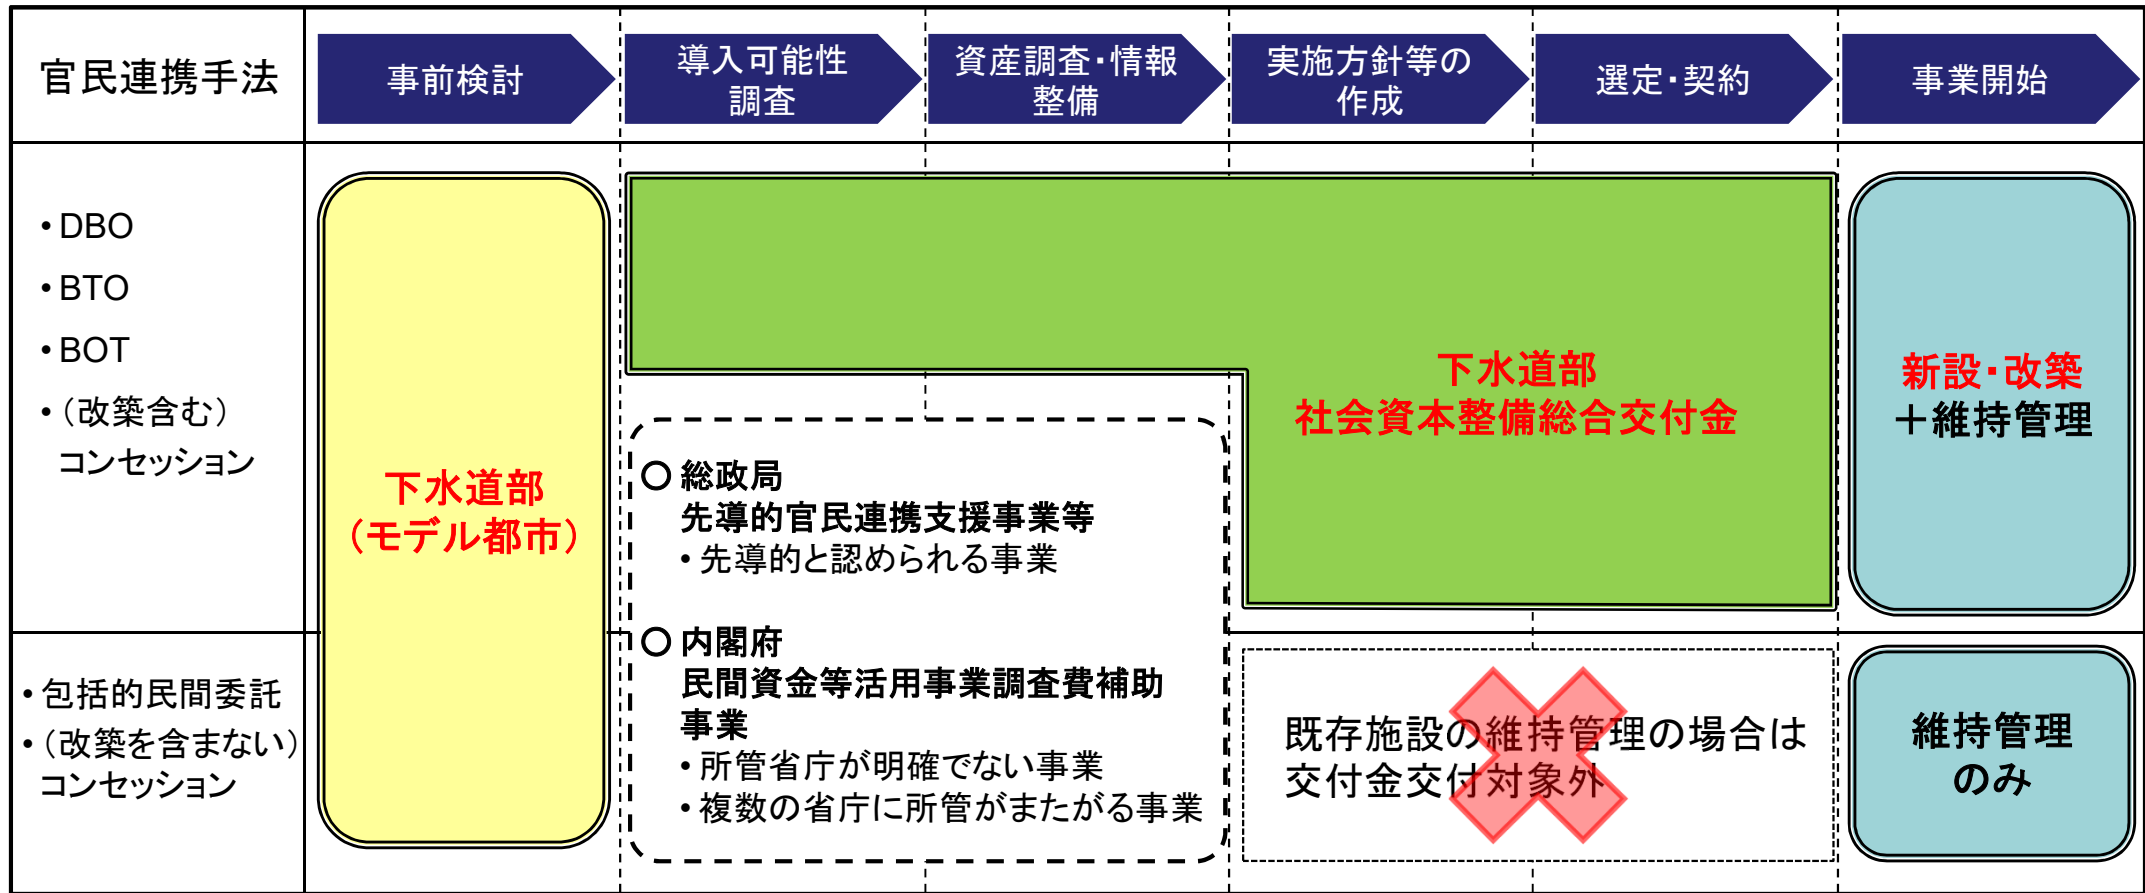 官民連携手法
事前検討
導入可能性
調査
資産調査・情報
整備
実施方針等の
作成
選定・契約
事業開始
・DBO
・BTO
・BOT
・（改築含む）
コンセッション
下水道部
（モデル都市）
下水道部
社会資本整備総合交付金
新設・改築
＋維持管理
〇 総政局
先導的官民連携支援事業等
・先導的と認められる事業
〇 内閣府
民間資金等活用事業調査費補助
事業
・所管省庁が明確でない事業
・複数の省庁に所管がまたがる事業
・包括的民間委託
・（改築を含まない）
コンセッション
既存施設の維持管理の場合は
交付金交付対象外
維持管理
のみ